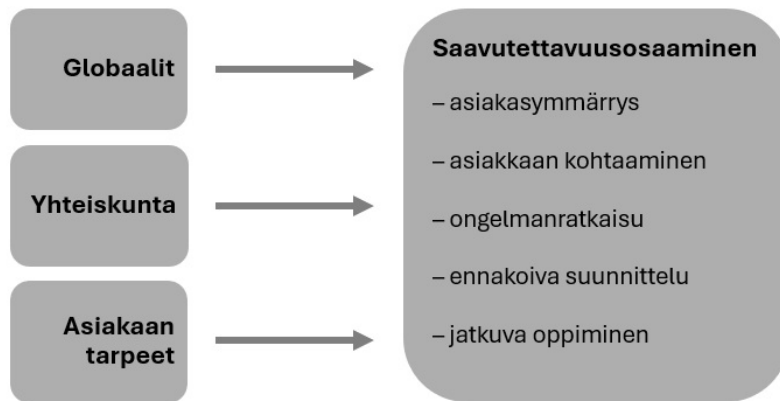 Globaalit
Yhteiskunta
Asiakaan
tarpeet
Saavutettavuusosaaminen
– asiakasymmärrys
– asiakkaan kohtaaminen
– ongelmanratkaisu
– ennakoiva suunnittelu
– jatkuva oppiminen